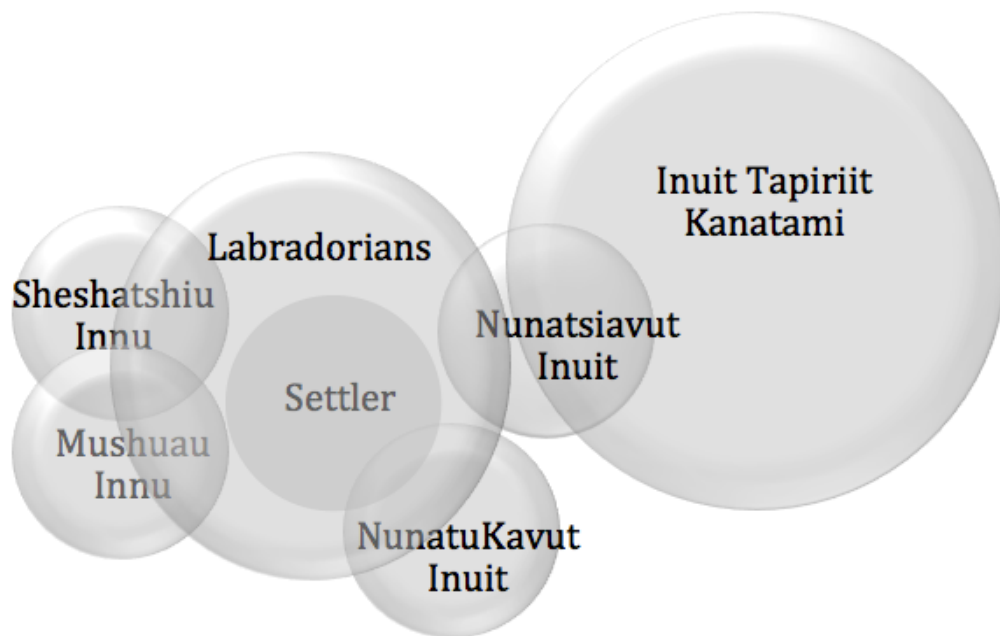 Inuit Tapiriit
Kanatami
Labradorians
Sheshatshiu
Innu
Nunatsiavut
Inuit
Settler
Mushuau
Innu
NunatuKavut
Inuit